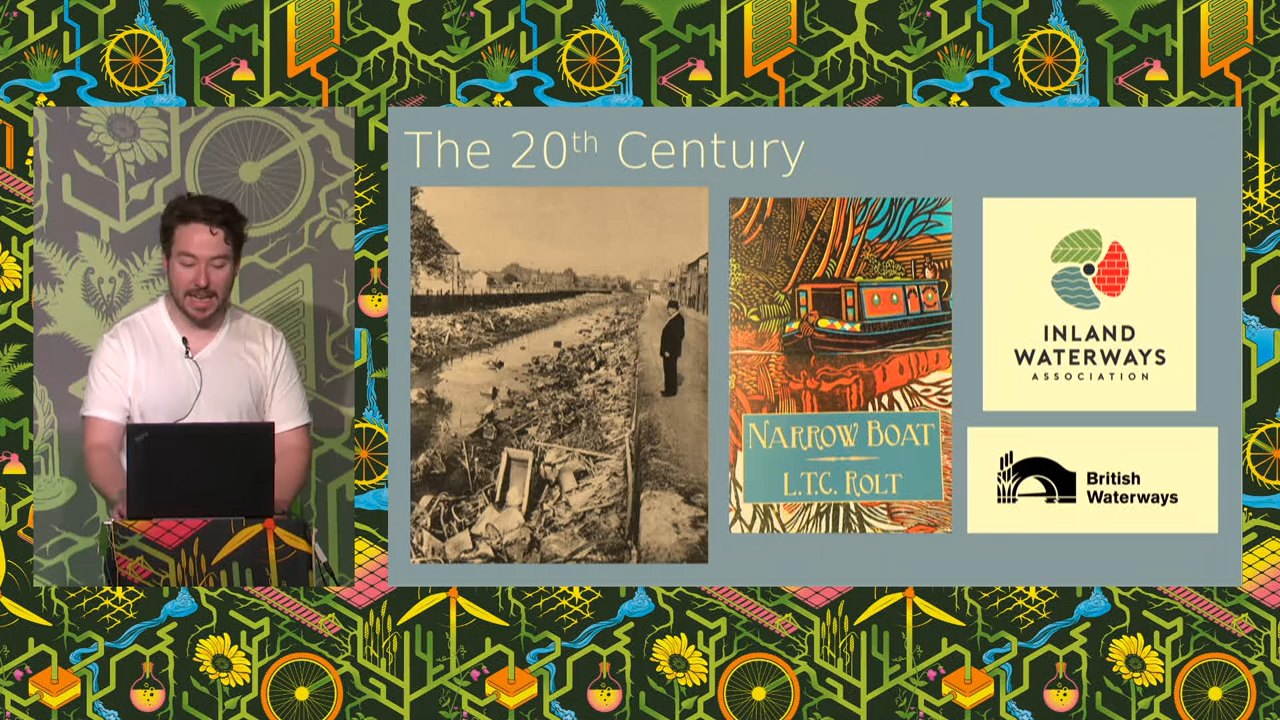 The 20th Century
NARROW BOAT
L.T.C. ROLT
INLAND
WATERWAYS
ASSOCIATION
British
Waterways